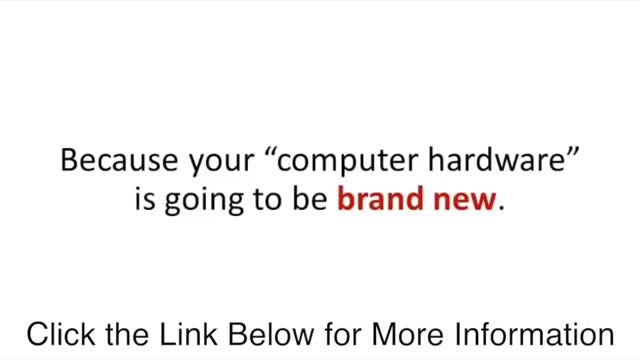 Because your “computer hardware”
is going to be brand new.
Click the Link Below for More Information